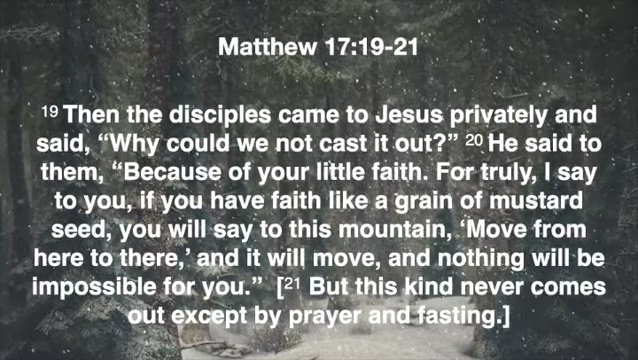 Matthew 17:19-21
19 Then the disciples came to Jesus privately and
said, “Why could we not cast it out?” 20 He said to
them, “Because of your little faith. For truly, I say
to you, if you have faith like a grain of mustard
seed, you will say to this mountain, ‘Move from
here to there,’ and it will move, and nothing will be
impossible for you.” [21 But this kind never comes
out except by prayer and fasting.]